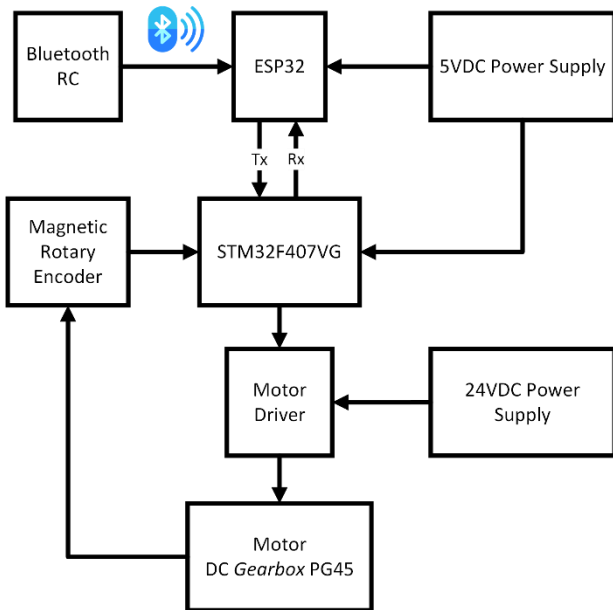 Bluetooth
RC
ESP32
5VDC Power Supply
Tx
Rx
Magnetic
Rotary
Encoder
STM32F407VG
Motor
Driver
24VDC Power
Supply
Motor
DC Gearbox PG45